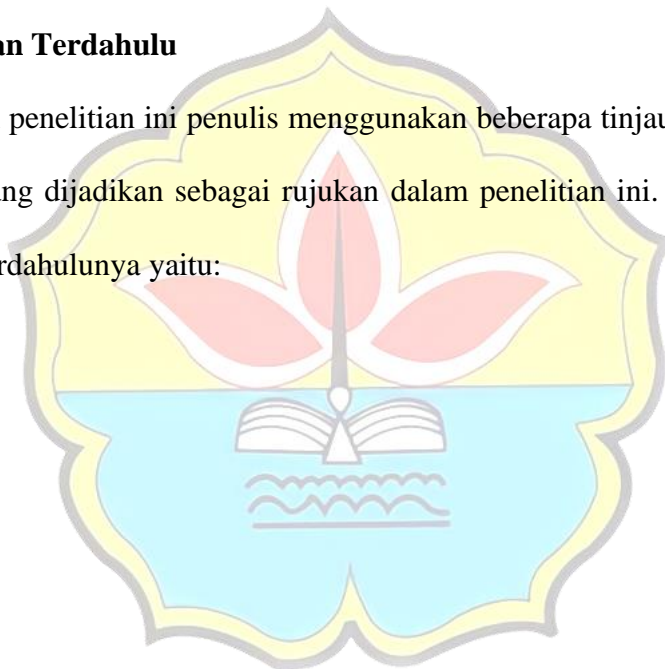 an Terdahulu
penelitian ini penulis menggunakan beberapa tinjau
ng dijadikan sebagai rujukan dalam penelitian ini.
rdahulunya yaitu: